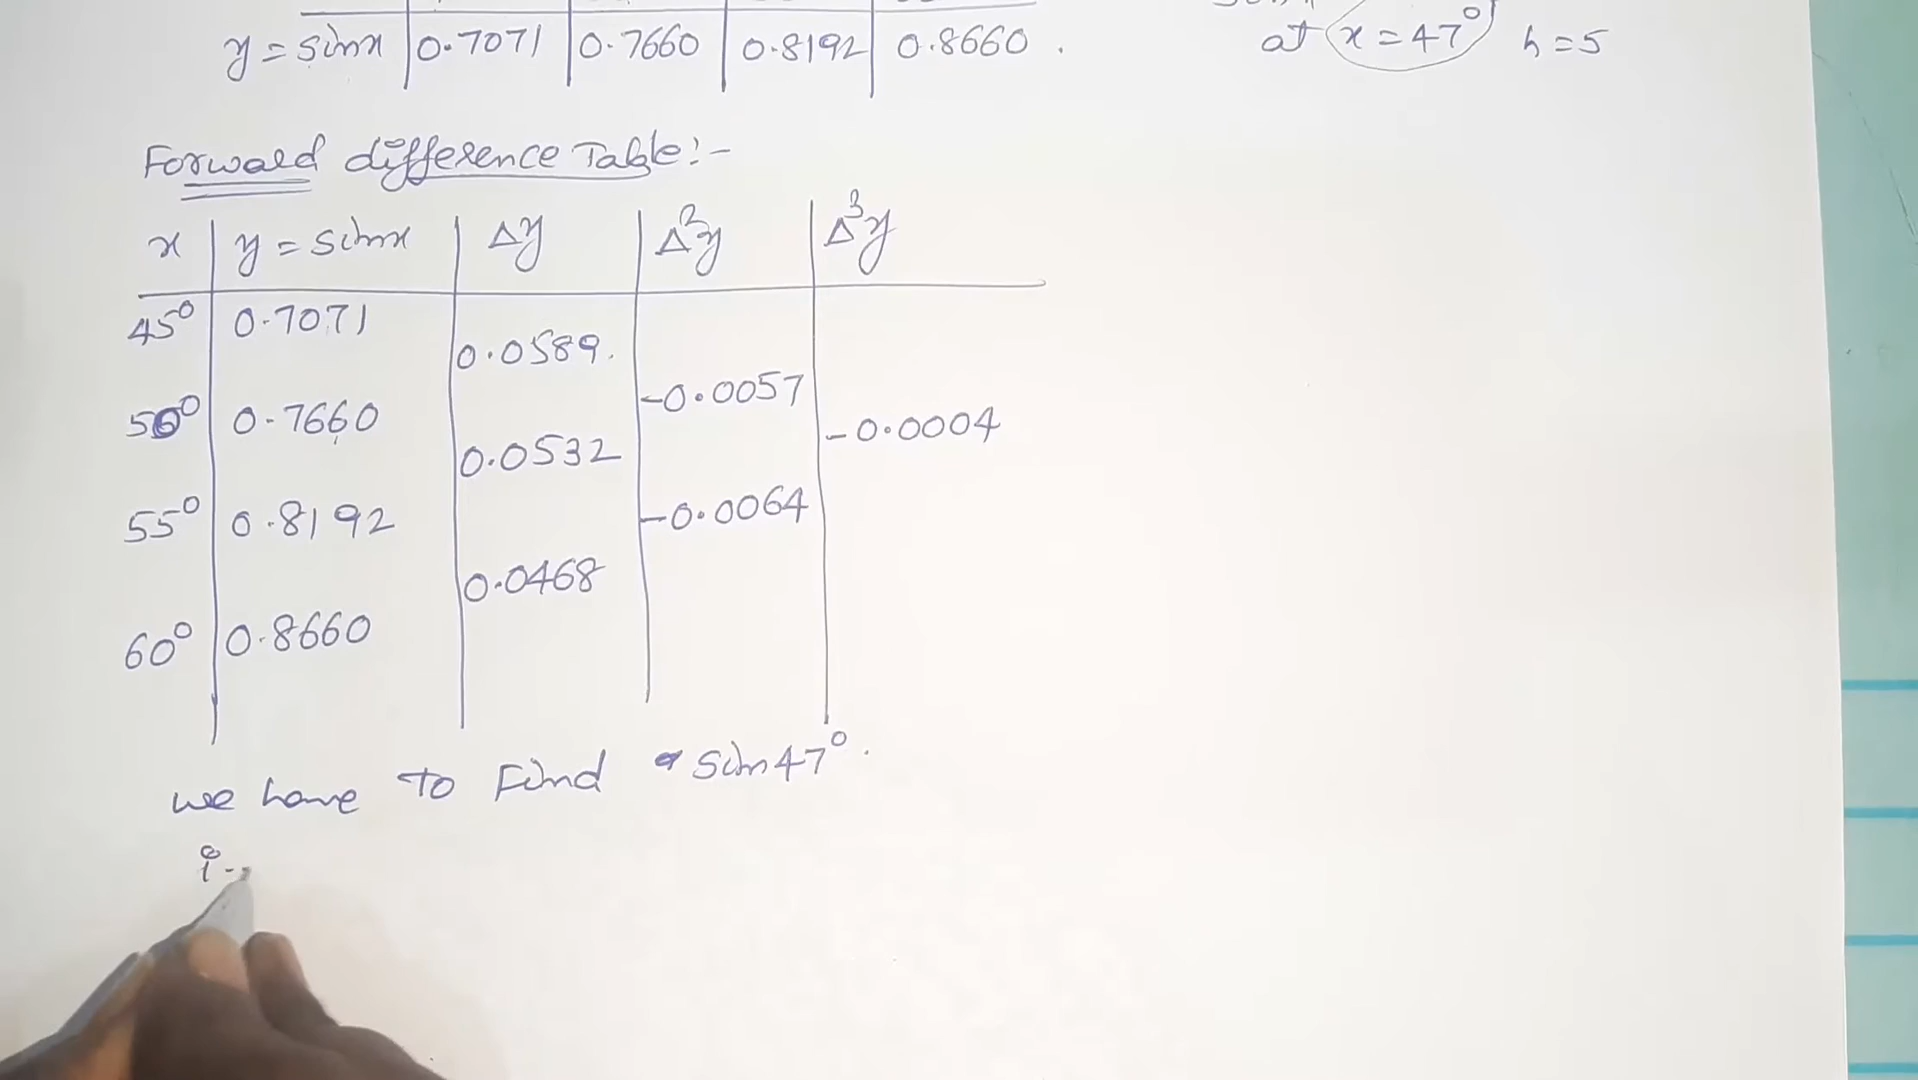 y = sinx 0.7071 0.7660 0.8192 0.8660 .
at x = 47° h = 5
Forward difference Table:-
x y = sinx Δy Δ²y Δ³y
45° 0.7071
0.0589.
-0.0057
50° 0.7660
-0.0004
0.0532
55° 0.8192
-0.0064
0.0468
60° 0.8660
we have to Find sin47°.
i-